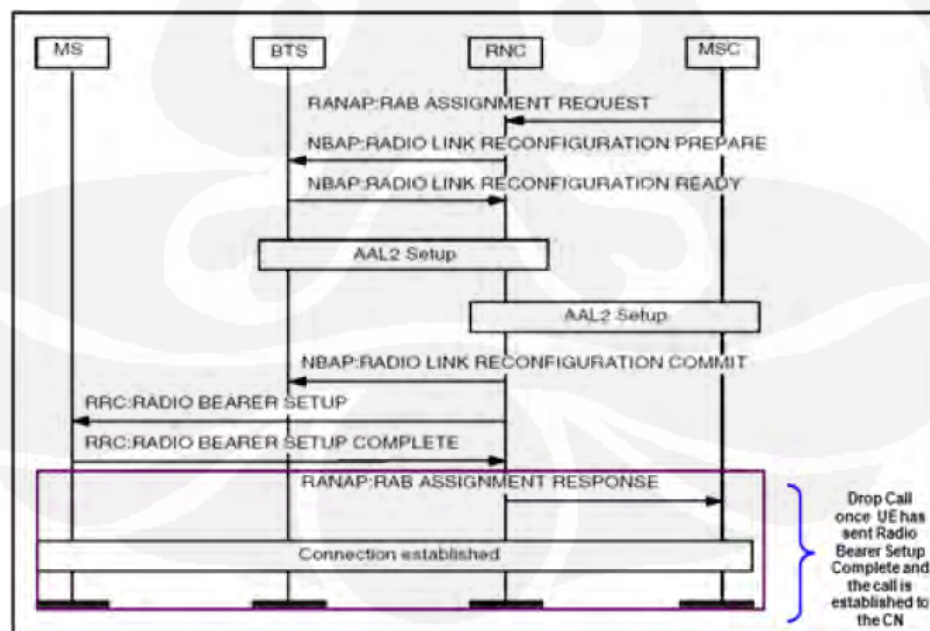 MS
BTS
RNC
MSC
RANAP:RAB ASSIGNMENT REQUEST
NBAP:RADIO LINK RECONFIGURATION PREPARE
NBAP:RADIO LINK RECONFIGURATION READY
AAL2 Setup
AAL2 Setup
NBAP:RADIO LINK RECONFIGURATION COMMIT
RRC:RADIO BEARER SETUP
RRC:RADIO BEARER SETUP COMPLETE
RANAP:RAB ASSIGNMENT RESPONSE
Connection established
Drop Call
once UE has
sent Radio
Bearer Setup
Complete and
the call is
established to
the CN